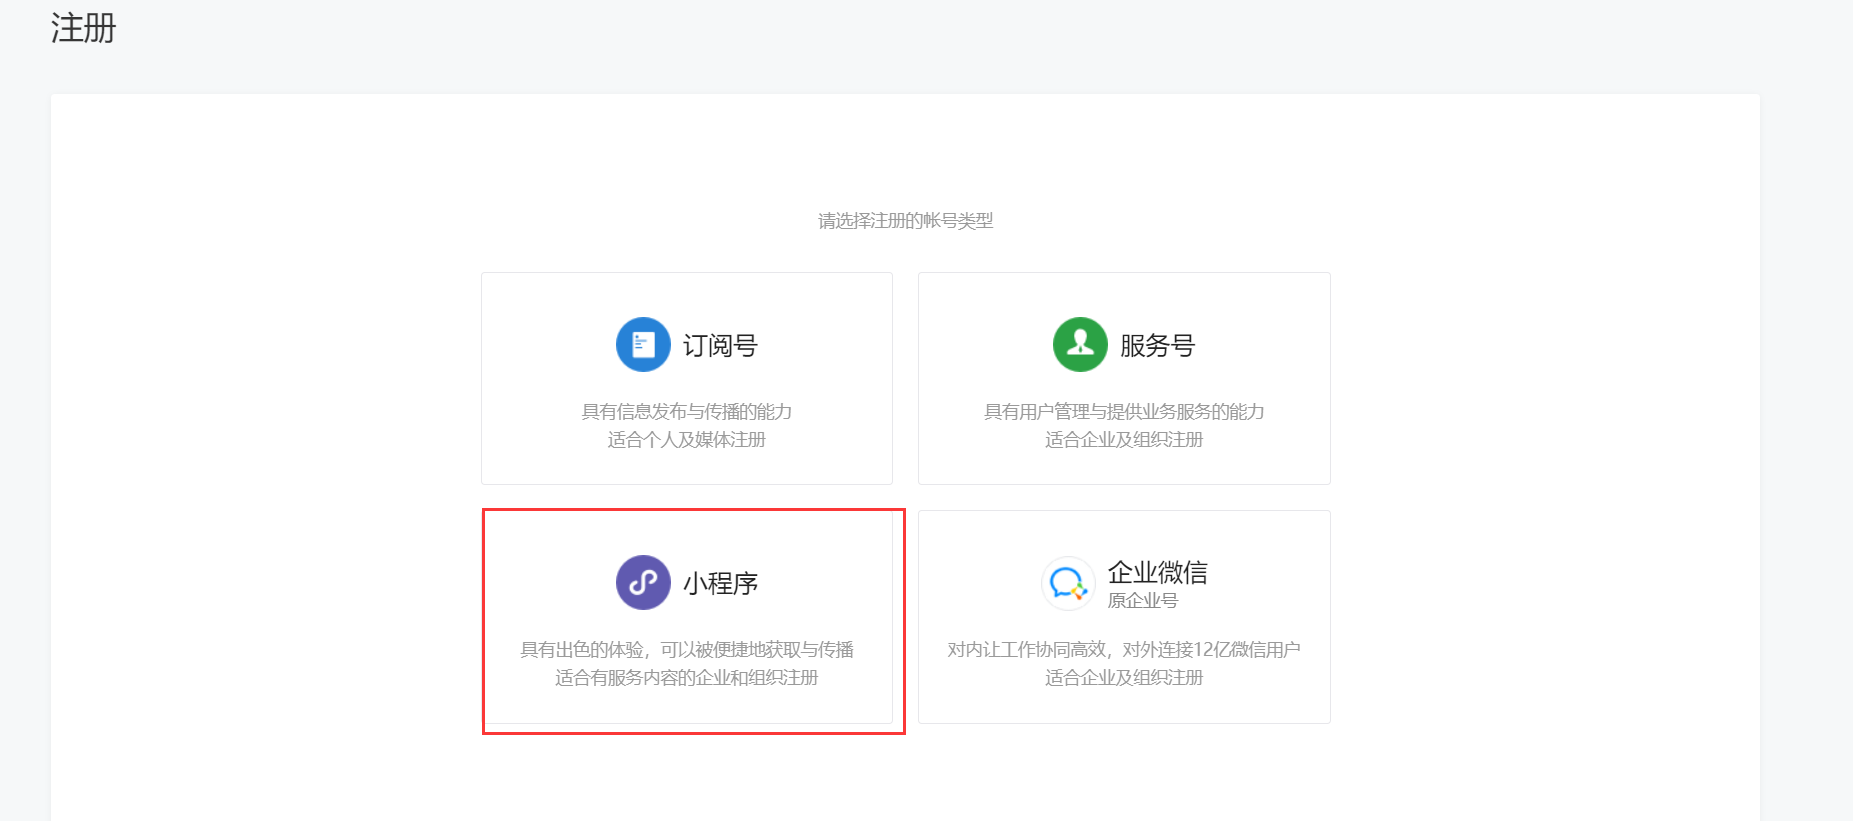 注册
请选择注册的帐号类型
订阅号
具有信息发布与传播的能力
适合个人及媒体注册
服务号
具有用户管理与提供业务服务的能力
适合企业及组织注册
小程序
具有出色的体验，可以被便捷地获取与传播
适合有服务内容的企业和组织注册
企业微信
原企业号
对内让工作协同高效，对外连接12亿微信用户
适合企业及组织注册